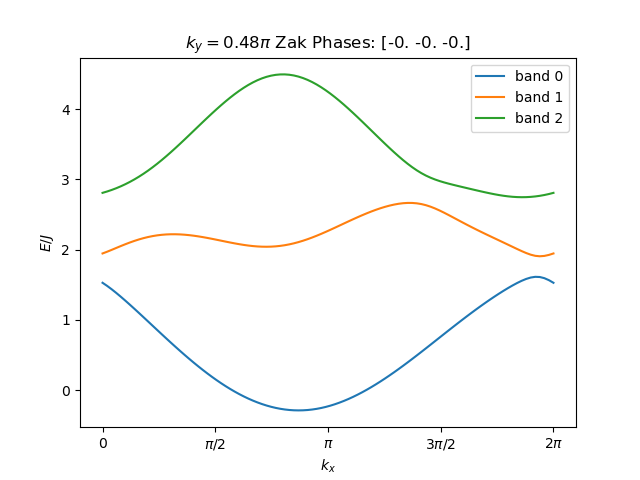 $k_y = 0.48\pi$ Zak Phases: [-0. -0. -0.]
band 0
band 1
band 2
4
3
2
1
0
E/J
0
π/2
π
3π/2
2π
$k_x$